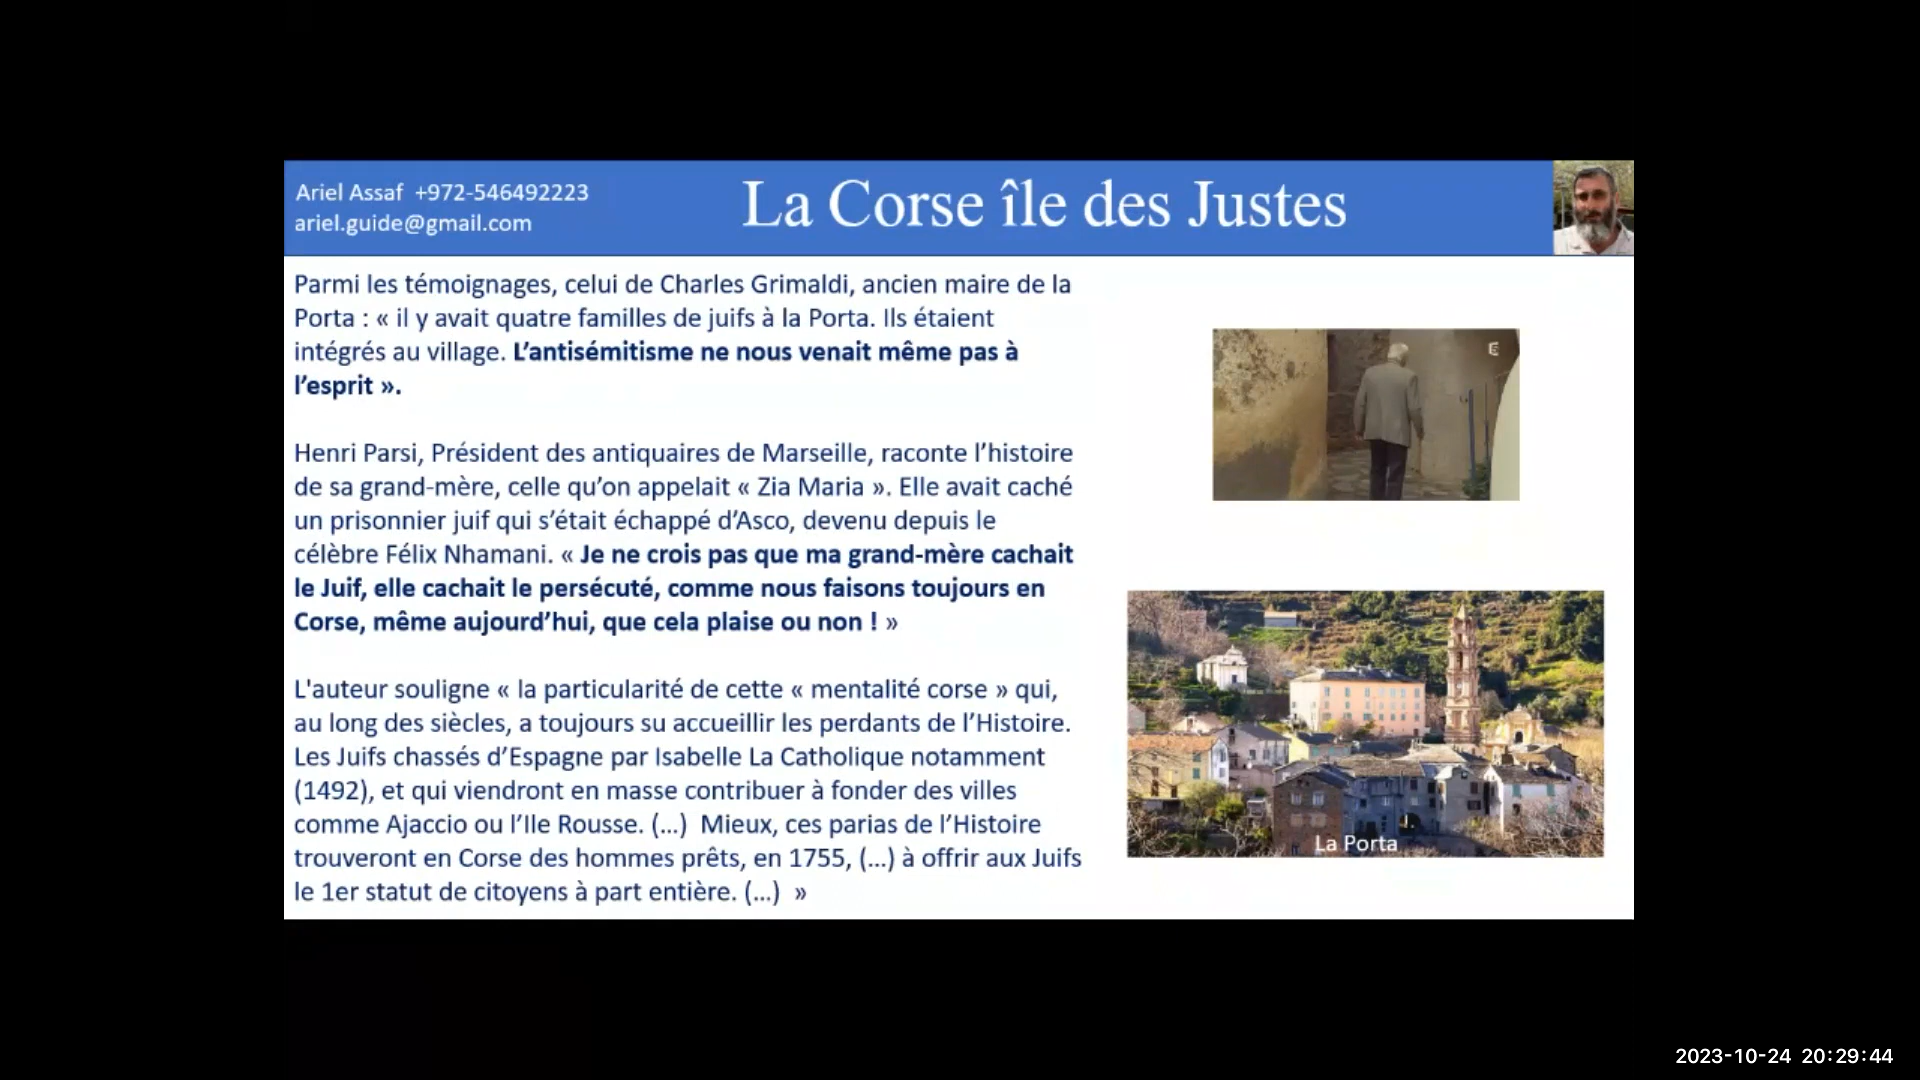 Ariel Assaf +972-546492223
ariel.guide@gmail.com
La Corse île des Justes
Parmi les témoignages, celui de Charles Grimaldi, ancien maire de la
Porta : « il y avait quatre familles de juifs à la Porta. Ils étaient
intégrés au village. L’antisémitisme ne nous venait même pas à
l’esprit ».
Henri Parsi, Président des antiquaires de Marseille, raconte l’histoire
de sa grand-mère, celle qu’on appelait « Zia Maria ». Elle avait caché
un prisonnier juif qui s’était échappé d’Asco, devenu depuis le
célèbre Félix Nhamani. « Je ne crois pas que ma grand-mère cachait
le Juif, elle cachait le persécuté, comme nous faisons toujours en
Corse, même aujourd’hui, que cela plaise ou non ! »
L'auteur souligne « la particularité de cette « mentalité corse » qui,
au long des siècles, a toujours su accueillir les perdants de l’Histoire.
Les Juifs chassés d’Espagne par Isabelle La Catholique notamment
(1492), et qui viendront en masse contribuer à fonder des villes
comme Ajaccio ou l’Ile Rousse. (…) Mieux, ces parias de l’Histoire
trouveront en Corse des hommes prêts, en 1755, (…) à offrir aux Juifs
le 1er statut de citoyens à part entière. (…) »
La Porta
2023-10-24 20:29:44